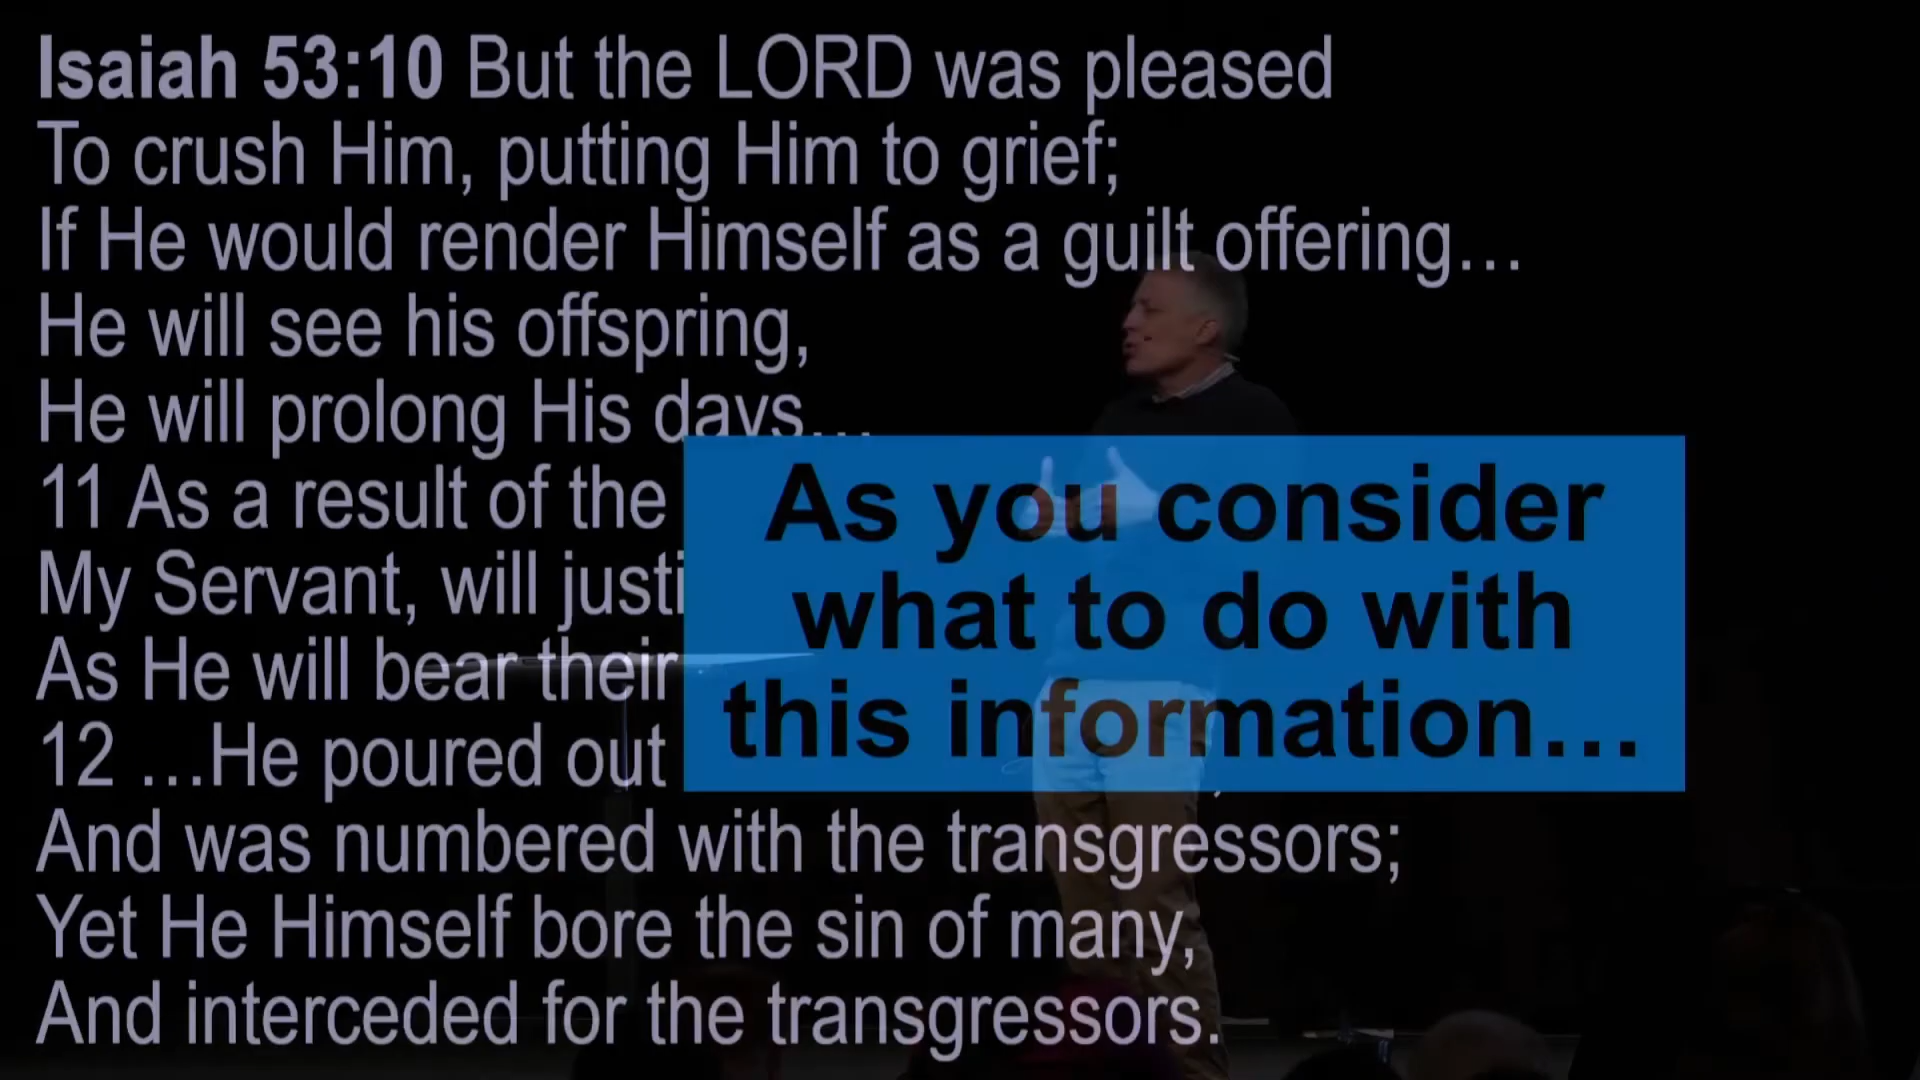 Isaiah 53:10 But the LORD was pleased
To crush Him, putting Him to grief;
If He would render Himself as a guilt offering…
He will see his offspring,
He will prolong His days…
11 As a result of the
My Servant, will justi
As He will bear their
12 …He poured out
And was numbered with the transgressors;
Yet He Himself bore the sin of many,
And interceded for the transgressors.
As you consider
what to do with
this information…